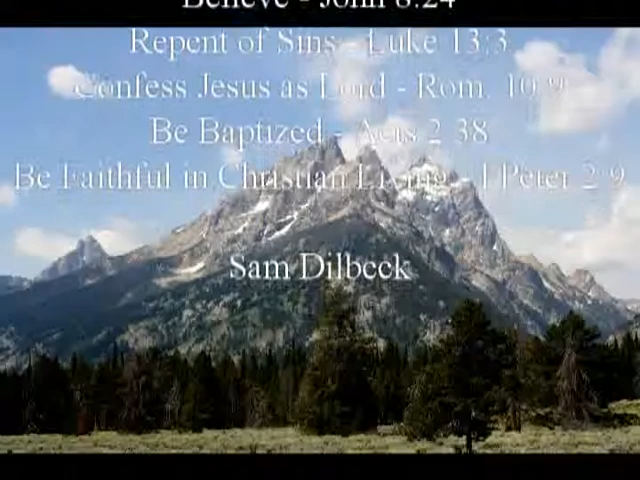 Believe - John 8:24
Repent of Sins - Luke 13:3
Confess Jesus as Lord - Rom. 10:9
Be Baptized - Acts 2:38
Be Faithful in Christian Living - I Peter 2:9
Sam Dilbeck